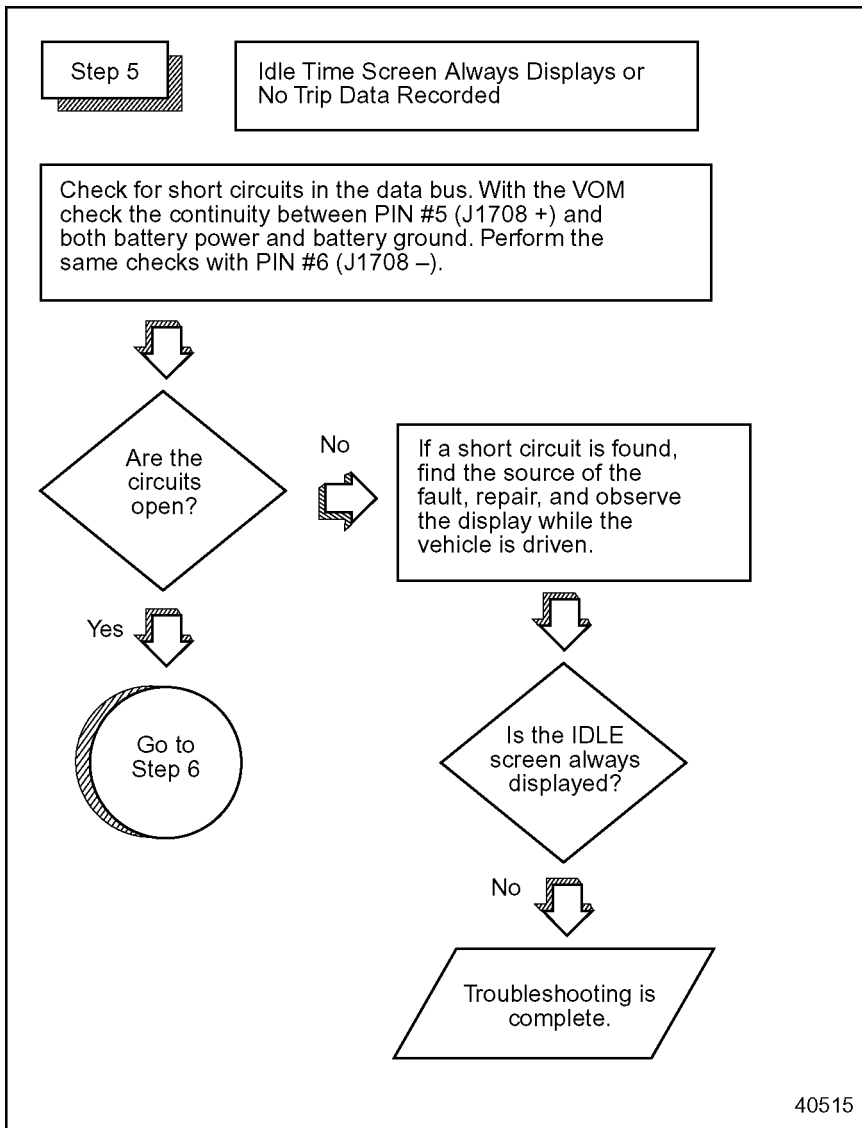 Step 5
Idle Time Screen Always Displays or
No Trip Data Recorded
Check for short circuits in the data bus. With the VOM
check the continuity between PIN #5 (J1708 +) and
both battery power and battery ground. Perform the
same checks with PIN #6 (J1708 –).
Are the
circuits
open?
No
If a short circuit is found,
find the source of the
fault, repair, and observe
the display while the
vehicle is driven.
Yes
Go to
Step 6
Is the IDLE
screen always
displayed?
No
Troubleshooting is
complete.
40515